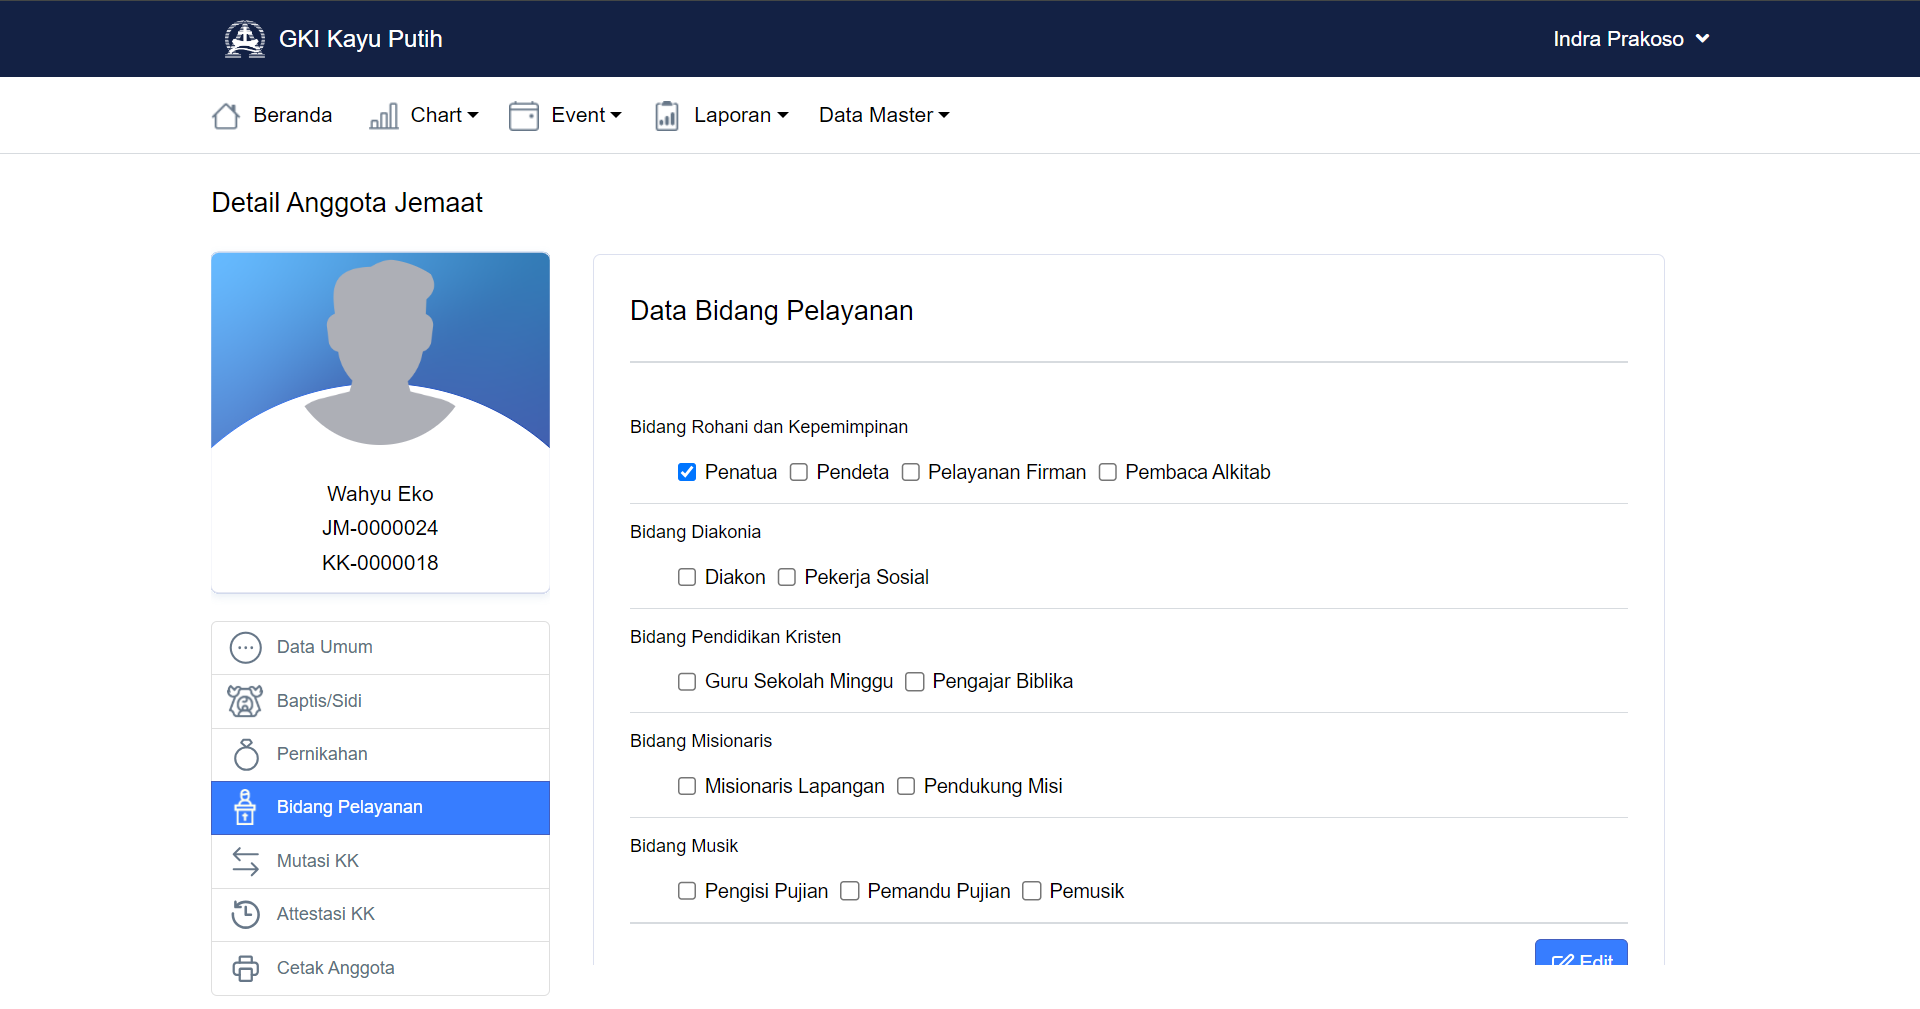 GKI Kayu Putih
Indra Prakoso
Beranda
Chart
Event
Laporan
Data Master
Detail Anggota Jemaat
Wahyu Eko
JM-0000024
KK-0000018
Data Umum
Baptis/Sidi
Pernikahan
Bidang Pelayanan
Mutasi KK
Attestasi KK
Cetak Anggota
Data Bidang Pelayanan
Bidang Rohani dan Kepemimpinan
Penatua Pendeta Pelayanan Firman Pembaca Alkitab
Bidang Diakonia
Diakon Pekerja Sosial
Bidang Pendidikan Kristen
Guru Sekolah Minggu Pengajar Biblika
Bidang Misionaris
Misionaris Lapangan Pendukung Misi
Bidang Musik
Pengisi Pujian Pemandu Pujian Pemusik
Edit